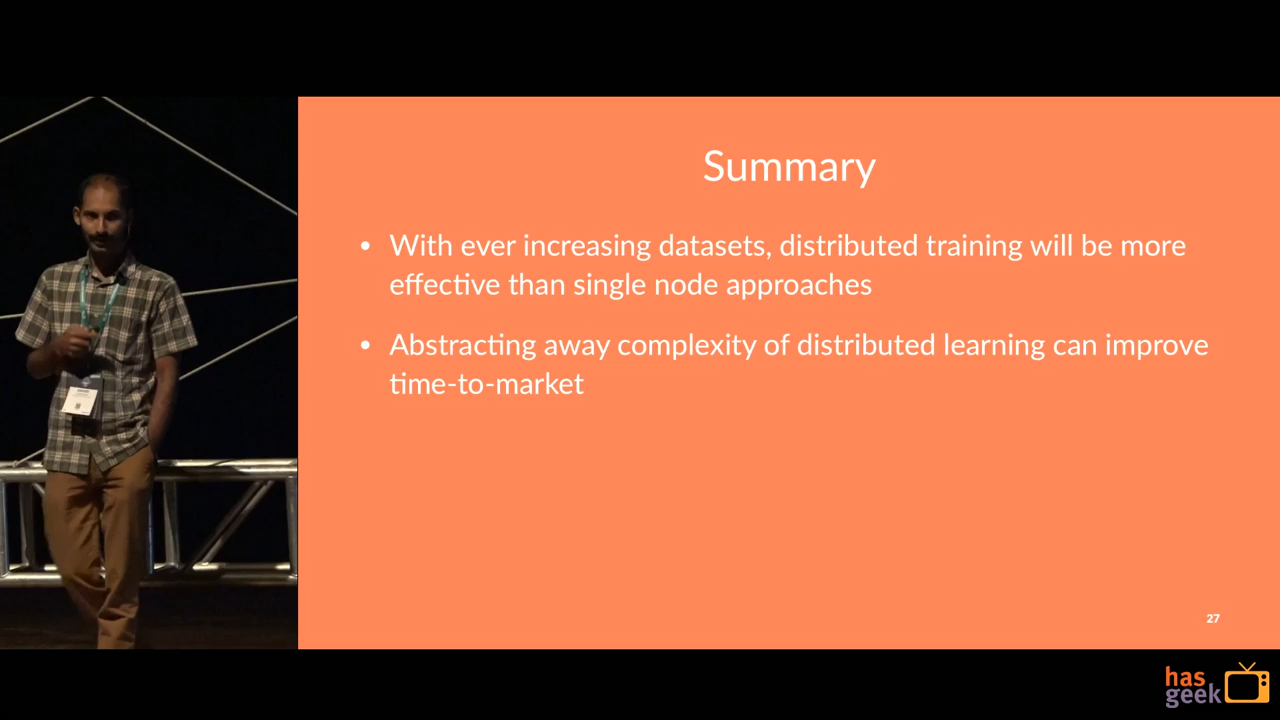 Summary
• With ever increasing datasets, distributed training will be more
effective than single node approaches
• Abstracting away complexity of distributed learning can improve
time-to-market
27
has
geek